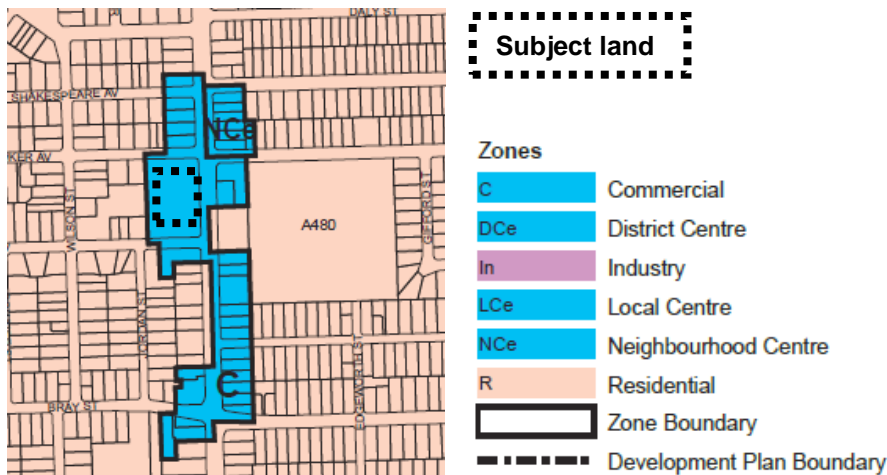 DALY ST
SHAKESPEARE AV
NCe
KER AV
WILSON ST
A480
GIFFORD ST
JORDAN ST
EDGEWORTH ST
C
BRAY ST
Subject land
Zones
C Commercial
DCe District Centre
In Industry
LCe Local Centre
NCe Neighbourhood Centre
R Residential
Zone Boundary
Development Plan Boundary